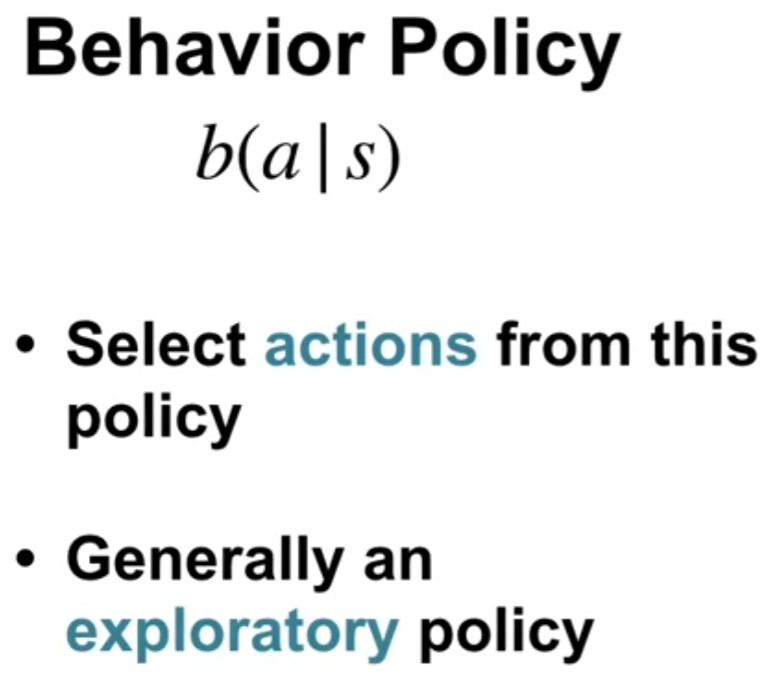 Behavior Policy
b(a | s)
• Select actions from this
policy
• Generally an
exploratory policy